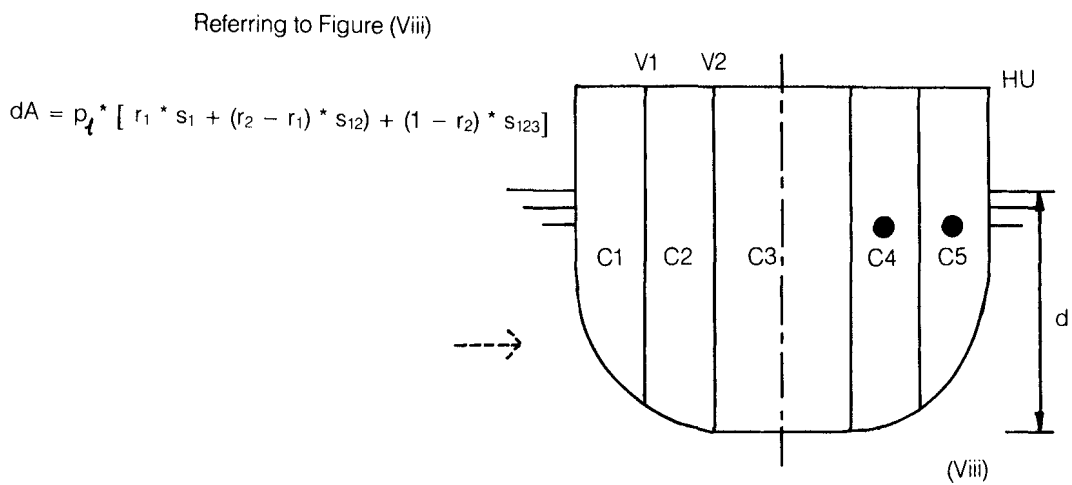 Referring to Figure (Viii)
V1 V2
HU
dA = p₁* [ r₁ * s₁ + (r₂ − r₁) * s₁₂) + (1 − r₂) * s₁₂₃]
C1 C2 C3 C4 C5
d
(Viii)